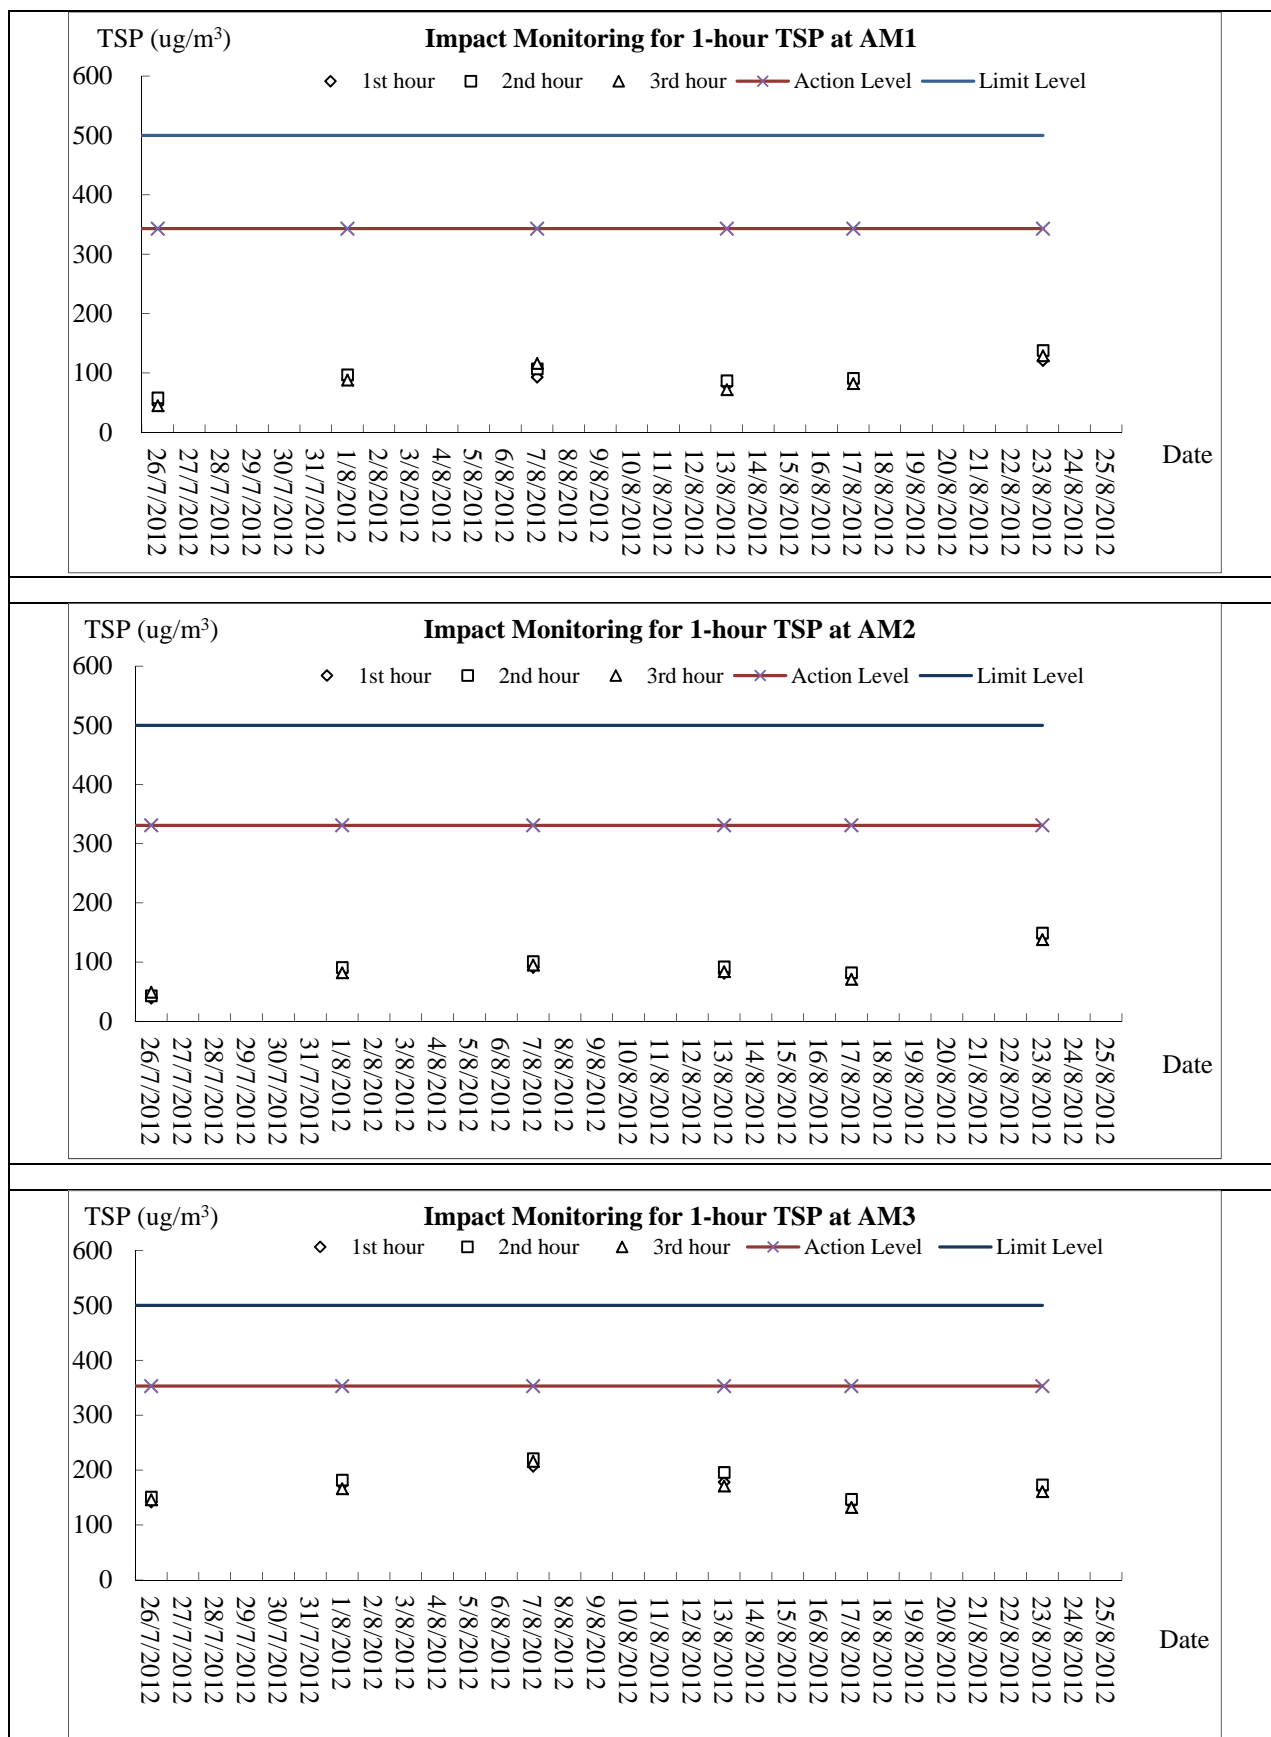 TSP (ug/m³) Impact Monitoring for 1-hour TSP at AM1
1st hour 2nd hour 3rd hour Action Level Limit Level
600
500
400
300
200
100
0
26/7/2012 27/7/2012 28/7/2012 29/7/2012 30/7/2012 31/7/2012 1/8/2012 2/8/2012 3/8/2012 4/8/2012 5/8/2012 6/8/2012 7/8/2012 8/8/2012 9/8/2012 10/8/2012 11/8/2012 12/8/2012 13/8/2012 14/8/2012 15/8/2012 16/8/2012 17/8/2012 18/8/2012 19/8/2012 20/8/2012 21/8/2012 22/8/2012 23/8/2012 24/8/2012 25/8/2012
Date
TSP (ug/m³) Impact Monitoring for 1-hour TSP at AM2
1st hour 2nd hour 3rd hour Action Level Limit Level
600
500
400
300
200
100
0
26/7/2012 27/7/2012 28/7/2012 29/7/2012 30/7/2012 31/7/2012 1/8/2012 2/8/2012 3/8/2012 4/8/2012 5/8/2012 6/8/2012 7/8/2012 8/8/2012 9/8/2012 10/8/2012 11/8/2012 12/8/2012 13/8/2012 14/8/2012 15/8/2012 16/8/2012 17/8/2012 18/8/2012 19/8/2012 20/8/2012 21/8/2012 22/8/2012 23/8/2012 24/8/2012 25/8/2012
Date
TSP (ug/m³) Impact Monitoring for 1-hour TSP at AM3
1st hour 2nd hour 3rd hour Action Level Limit Level
600
500
400
300
200
100
0
26/7/2012 27/7/2012 28/7/2012 29/7/2012 30/7/2012 31/7/2012 1/8/2012 2/8/2012 3/8/2012 4/8/2012 5/8/2012 6/8/2012 7/8/2012 8/8/2012 9/8/2012 10/8/2012 11/8/2012 12/8/2012 13/8/2012 14/8/2012 15/8/2012 16/8/2012 17/8/2012 18/8/2012 19/8/2012 20/8/2012 21/8/2012 22/8/2012 23/8/2012 24/8/2012 25/8/2012
Date